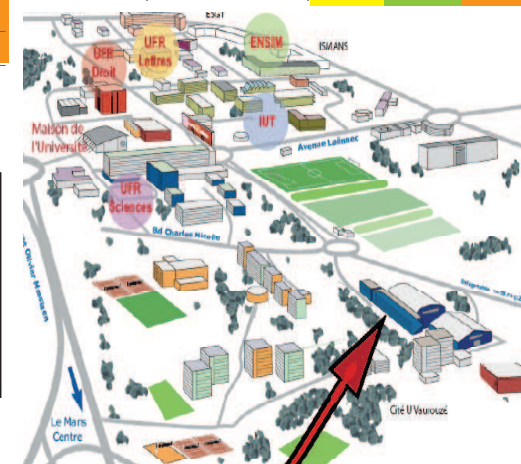 ESGT
UFR
Lettres
ENSIM
ISMANS
UFR
Droit
IUT
Maison de
l'Université
Avenue Laënnec
UFR
Sciences
Bd Charles Nicolle
Le Mans
Centre
Cité U Vaurouzé